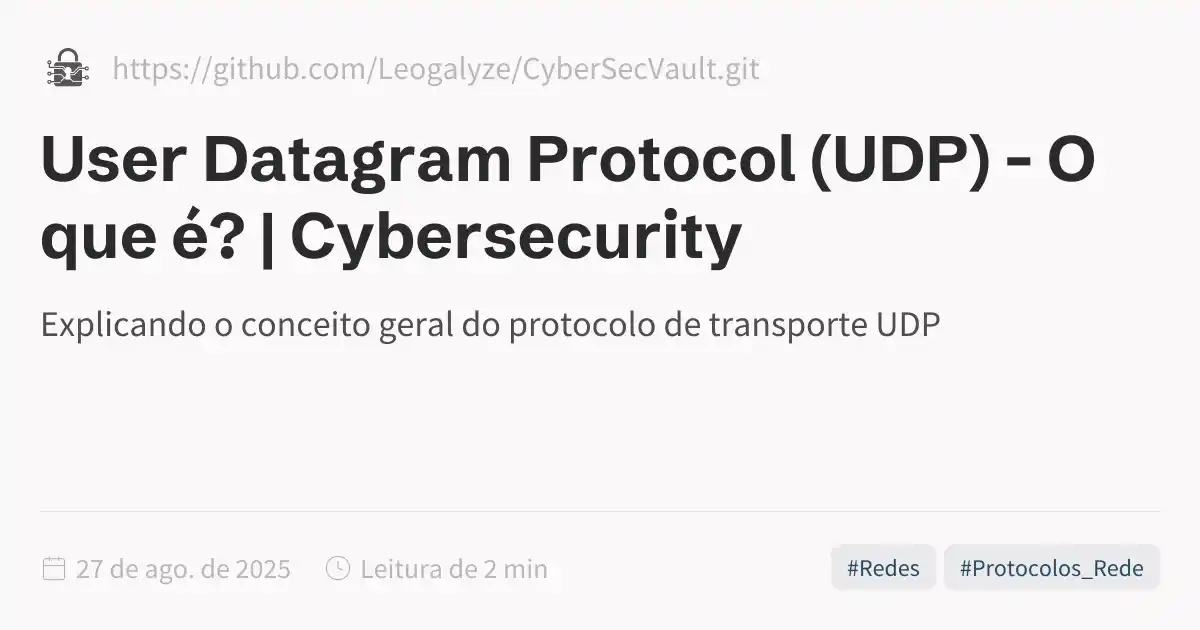 https://github.com/Leogalyze/CyberSecVault.git
User Datagram Protocol (UDP) - O
que é? | Cybersecurity
Explicando o conceito geral do protocolo de transporte UDP
27 de ago. de 2025 Leitura de 2 min #Redes #Protocolos_Rede